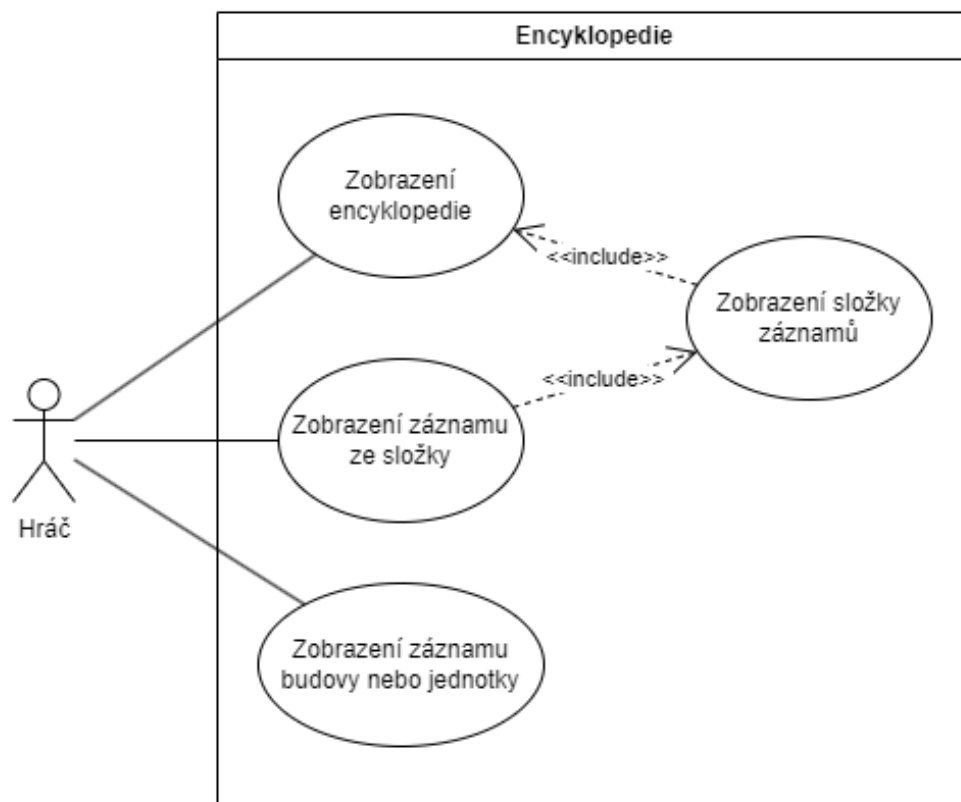 Encyklopedie
Zobrazení
encyklopedie
<<include>>
Zobrazení složky
záznamů
<<include>>
Zobrazení záznamu
ze složky
Hráč
Zobrazení záznamu
budovy nebo jednotky